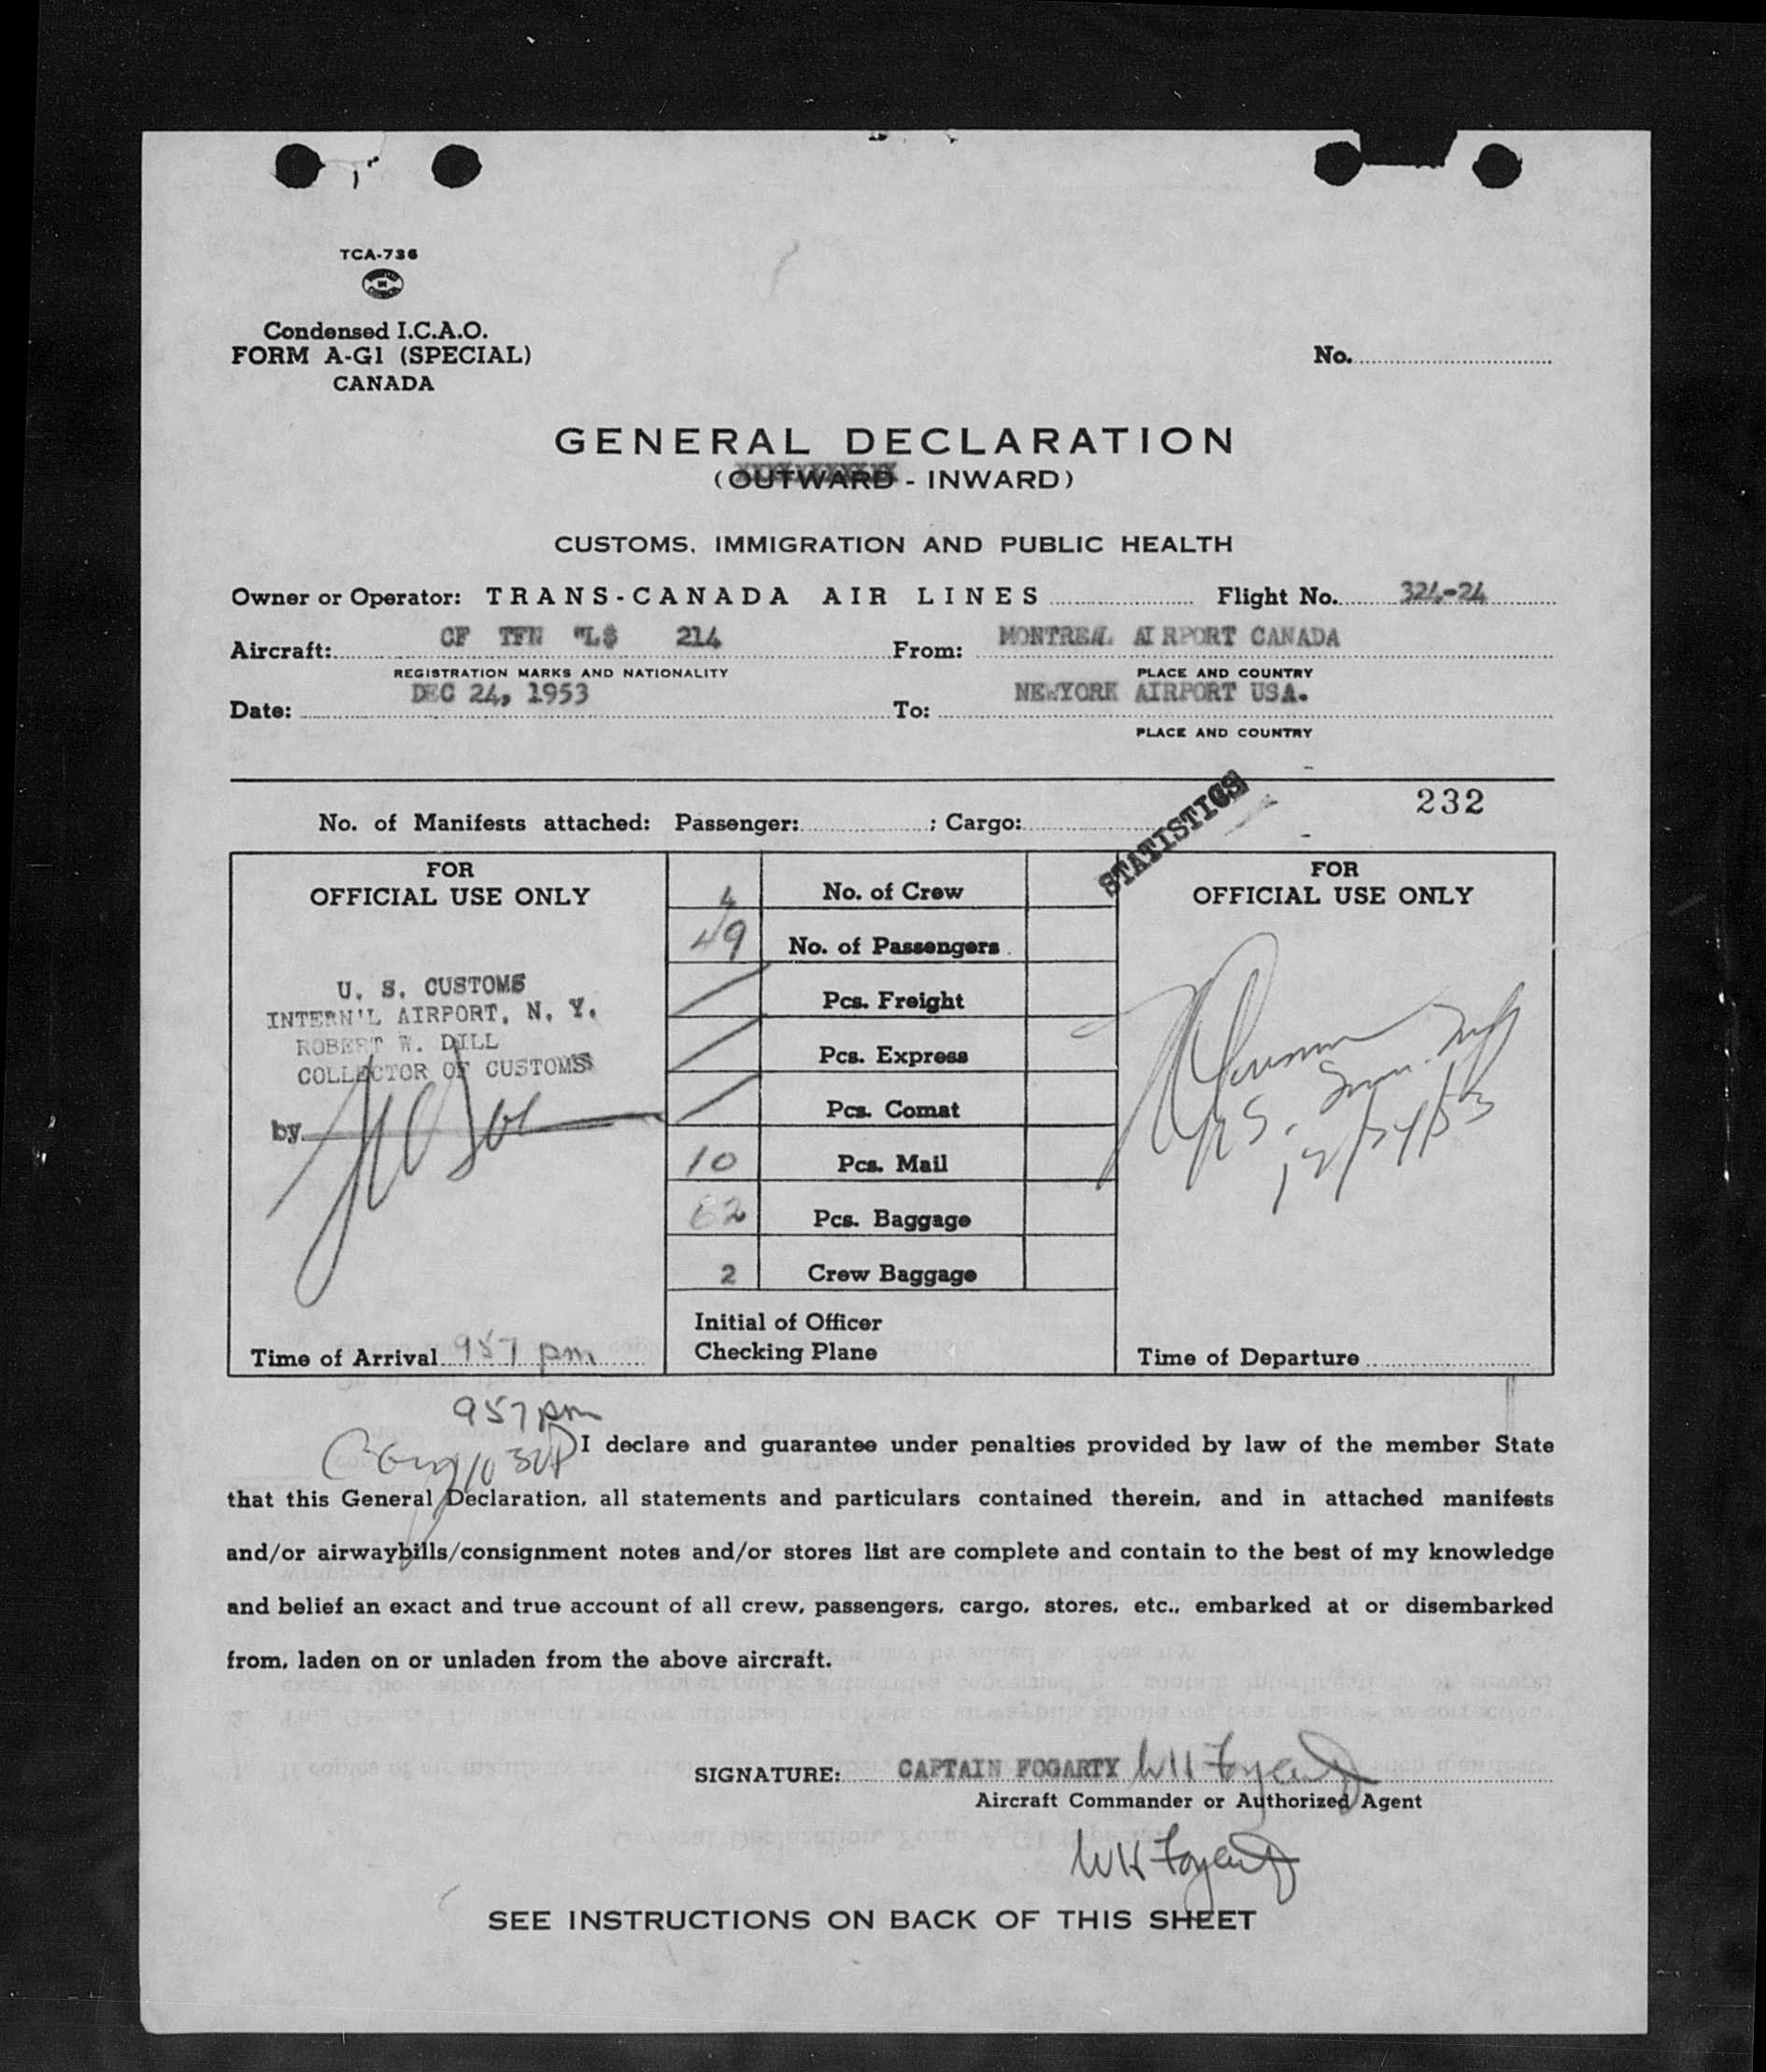 TCA-736
Condensed I.C.A.O.
FORM A-G1 (SPECIAL)
CANADA
No.
GENERAL DECLARATION
(OUTWARD - INWARD)
CUSTOMS, IMMIGRATION AND PUBLIC HEALTH
Owner or Operator: TRANS-CANADA AIR LINES Flight No. 324-24
Aircraft: CF TFN "L$ 214 From: MONTREAL AIRPORT CANADA
REGISTRATION MARKS AND NATIONALITY PLACE AND COUNTRY
Date: DEC 24, 1953 To: NEWYORK AIRPORT USA.
PLACE AND COUNTRY
232
No. of Manifests attached: Passenger: ; Cargo:
STATISTICS
FOR
OFFICIAL USE ONLY
U. S. CUSTOMS
INTERN'L AIRPORT, N. Y.
ROBERT W. DILL
COLLECTOR OF CUSTOMS
by
Time of Arrival 957 pm
4 No. of Crew
49 No. of Passengers
Pcs. Freight
Pcs. Express
Pcs. Comat
10 Pcs. Mail
62 Pcs. Baggage
2 Crew Baggage
Initial of Officer
Checking Plane
FOR
OFFICIAL USE ONLY
12/24/53
Time of Departure
957 pm
I declare and guarantee under penalties provided by law of the member State
that this General Declaration, all statements and particulars contained therein, and in attached manifests
and/or airwaybills/consignment notes and/or stores list are complete and contain to the best of my knowledge
and belief an exact and true account of all crew, passengers, cargo, stores, etc., embarked at or disembarked
from, laden on or unladen from the above aircraft.
SIGNATURE: CAPTAIN FOGARTY WH Fogarty
Aircraft Commander or Authorized Agent
WH Fogarty
SEE INSTRUCTIONS ON BACK OF THIS SHEET